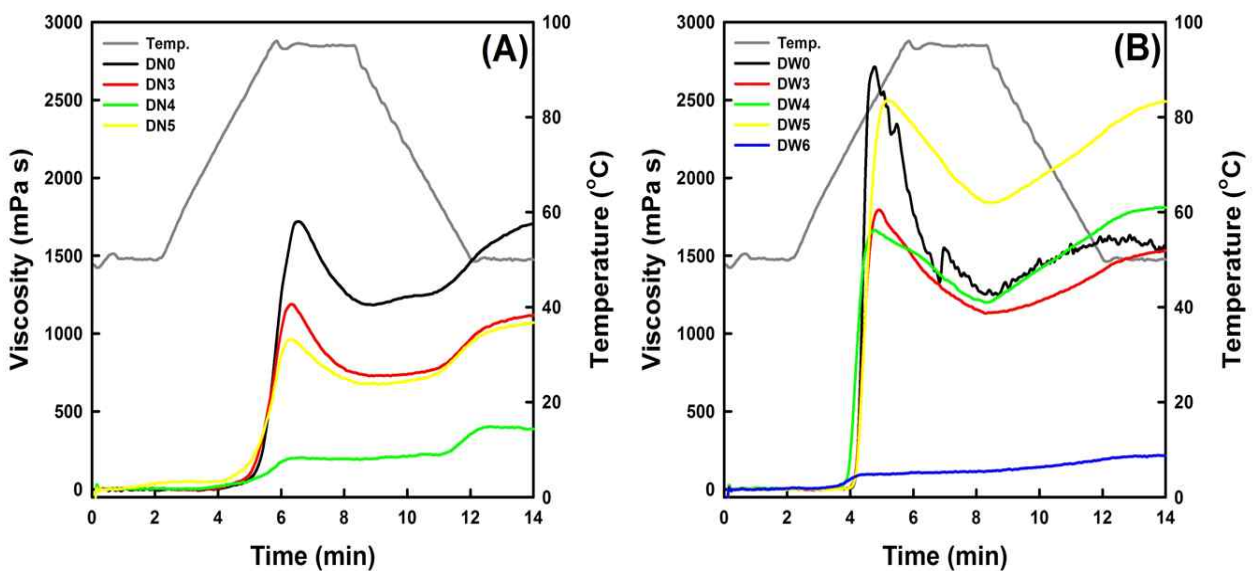 (A)
Viscosity (mPa s)
3000
2500
2000
1500
1000
500
0
Temp.
DN0
DN3
DN4
DN5
100
80
60
40
20
0
Temperature (°C)
0 2 4 6 8 10 12 14
Time (min)
(B)
Viscosity (mPa s)
3000
2500
2000
1500
1000
500
0
Temp.
DW0
DW3
DW4
DW5
DW6
100
80
60
40
20
0
Temperature (°C)
0 2 4 6 8 10 12 14
Time (min)